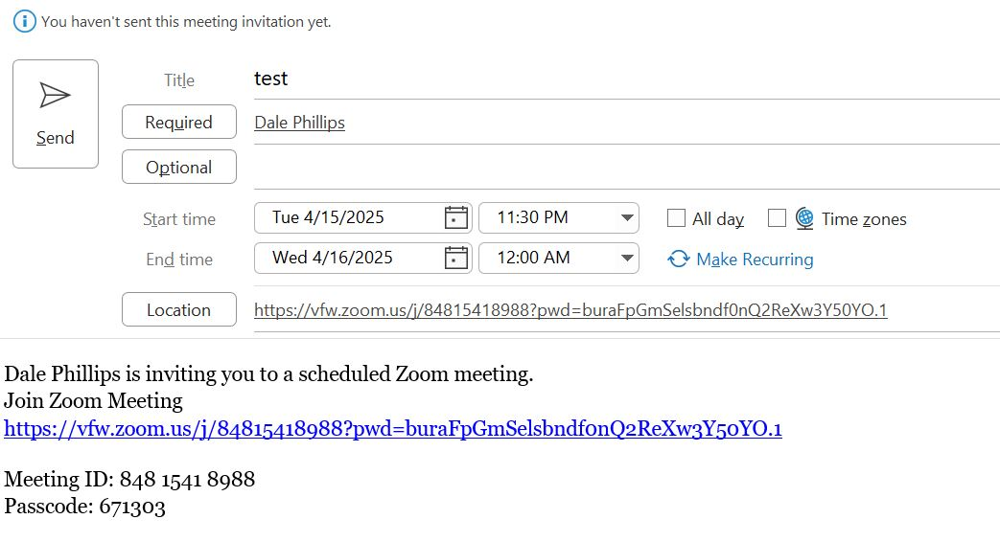 You haven't sent this meeting invitation yet.
Send
Title
test
Required
Dale Phillips
Optional
Start time
Tue 4/15/2025
11:30 PM
All day
Time zones
End time
Wed 4/16/2025
12:00 AM
Make Recurring
Location
https://vfw.zoom.us/j/84815418988?pwd=buraFpGmSelsbndf0nQ2ReXw3Y50YO.1
Dale Phillips is inviting you to a scheduled Zoom meeting.
Join Zoom Meeting
https://vfw.zoom.us/j/84815418988?pwd=buraFpGmSelsbndf0nQ2ReXw3Y50YO.1
Meeting ID: 848 1541 8988
Passcode: 671303